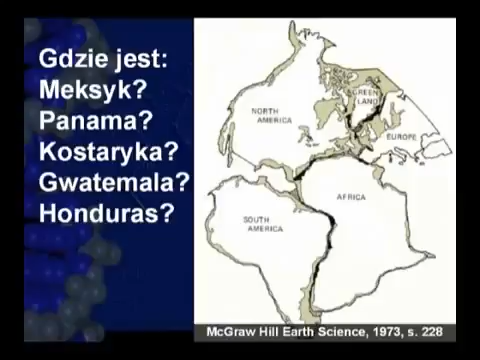 Gdzie jest:
Meksyk?
Panama?
Kostaryka?
Gwatemala?
Honduras?
NORTH
AMERICA
GREEN
LAND
EUROPE
AFRICA
SOUTH
AMERICA
McGraw Hill Earth Science, 1973, s. 228